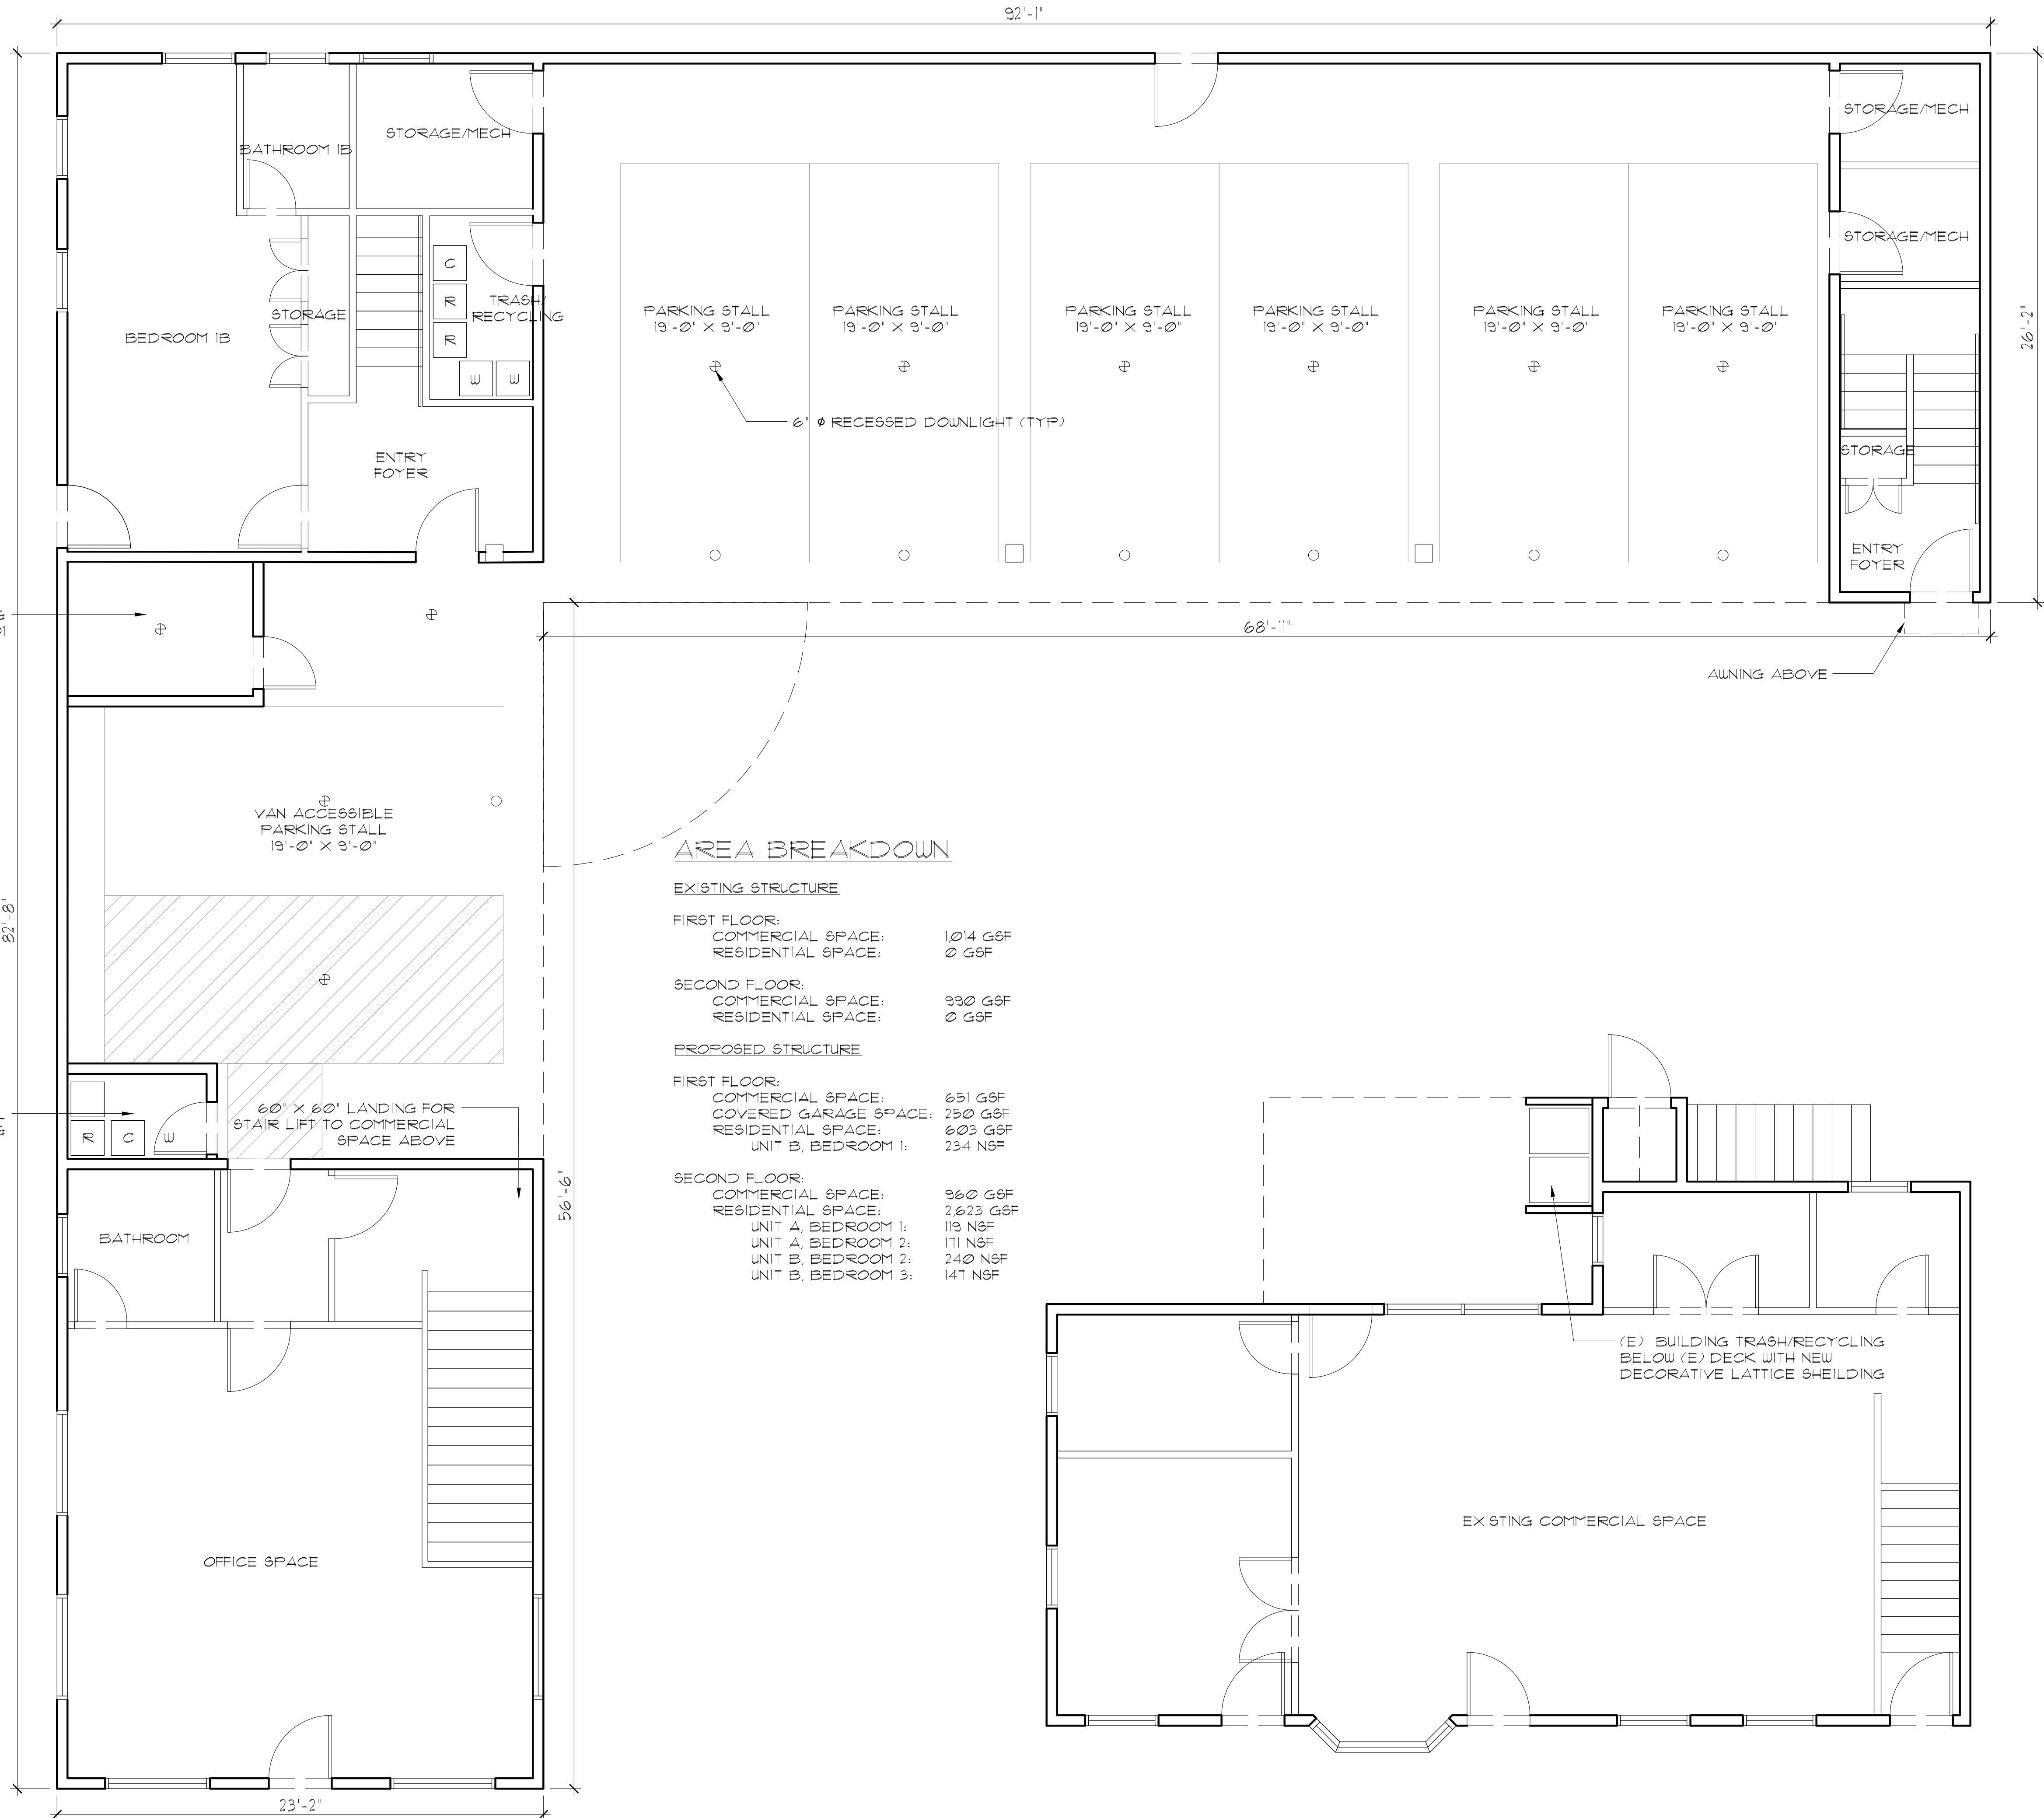 92'-1"
STORAGE/MECH
STORAGE/MECH
BATHROOM 1B
STORAGE/MECH
C
R
R
W W
TRASH/
RECYCLING
STORAGE
BEDROOM 1B
PARKING STALL
19'-0" X 9'-0"
PARKING STALL
19'-0" X 9'-0"
PARKING STALL
19'-0" X 9'-0"
PARKING STALL
19'-0" X 9'-0"
PARKING STALL
19'-0" X 9'-0"
PARKING STALL
19'-0" X 9'-0"
26'-2"
6" Ø RECESSED DOWNLIGHT (TYP)
ENTRY
FOYER
STORAGE
ENTRY
FOYER
68'-11"
AWNING ABOVE
VAN ACCESSIBLE
PARKING STALL
19'-0" X 9'-0"
82'-8"
AREA BREAKDOWN
EXISTING STRUCTURE
FIRST FLOOR:
COMMERCIAL SPACE: 1,014 GSF
RESIDENTIAL SPACE: 0 GSF
SECOND FLOOR:
COMMERCIAL SPACE: 990 GSF
RESIDENTIAL SPACE: 0 GSF
PROPOSED STRUCTURE
FIRST FLOOR:
COMMERCIAL SPACE: 651 GSF
COVERED GARAGE SPACE: 250 GSF
RESIDENTIAL SPACE: 603 GSF
UNIT B, BEDROOM 1: 234 NSF
SECOND FLOOR:
COMMERCIAL SPACE: 960 GSF
RESIDENTIAL SPACE: 2,623 GSF
UNIT A, BEDROOM 1: 119 NSF
UNIT A, BEDROOM 2: 171 NSF
UNIT B, BEDROOM 2: 240 NSF
UNIT B, BEDROOM 3: 147 NSF
60" X 60" LANDING FOR
STAIR LIFT TO COMMERCIAL
SPACE ABOVE
R C W
56'-6"
BATHROOM
OFFICE SPACE
23'-2"
(E) BUILDING TRASH/RECYCLING
BELOW (E) DECK WITH NEW
DECORATIVE LATTICE SHEILDING
EXISTING COMMERCIAL SPACE